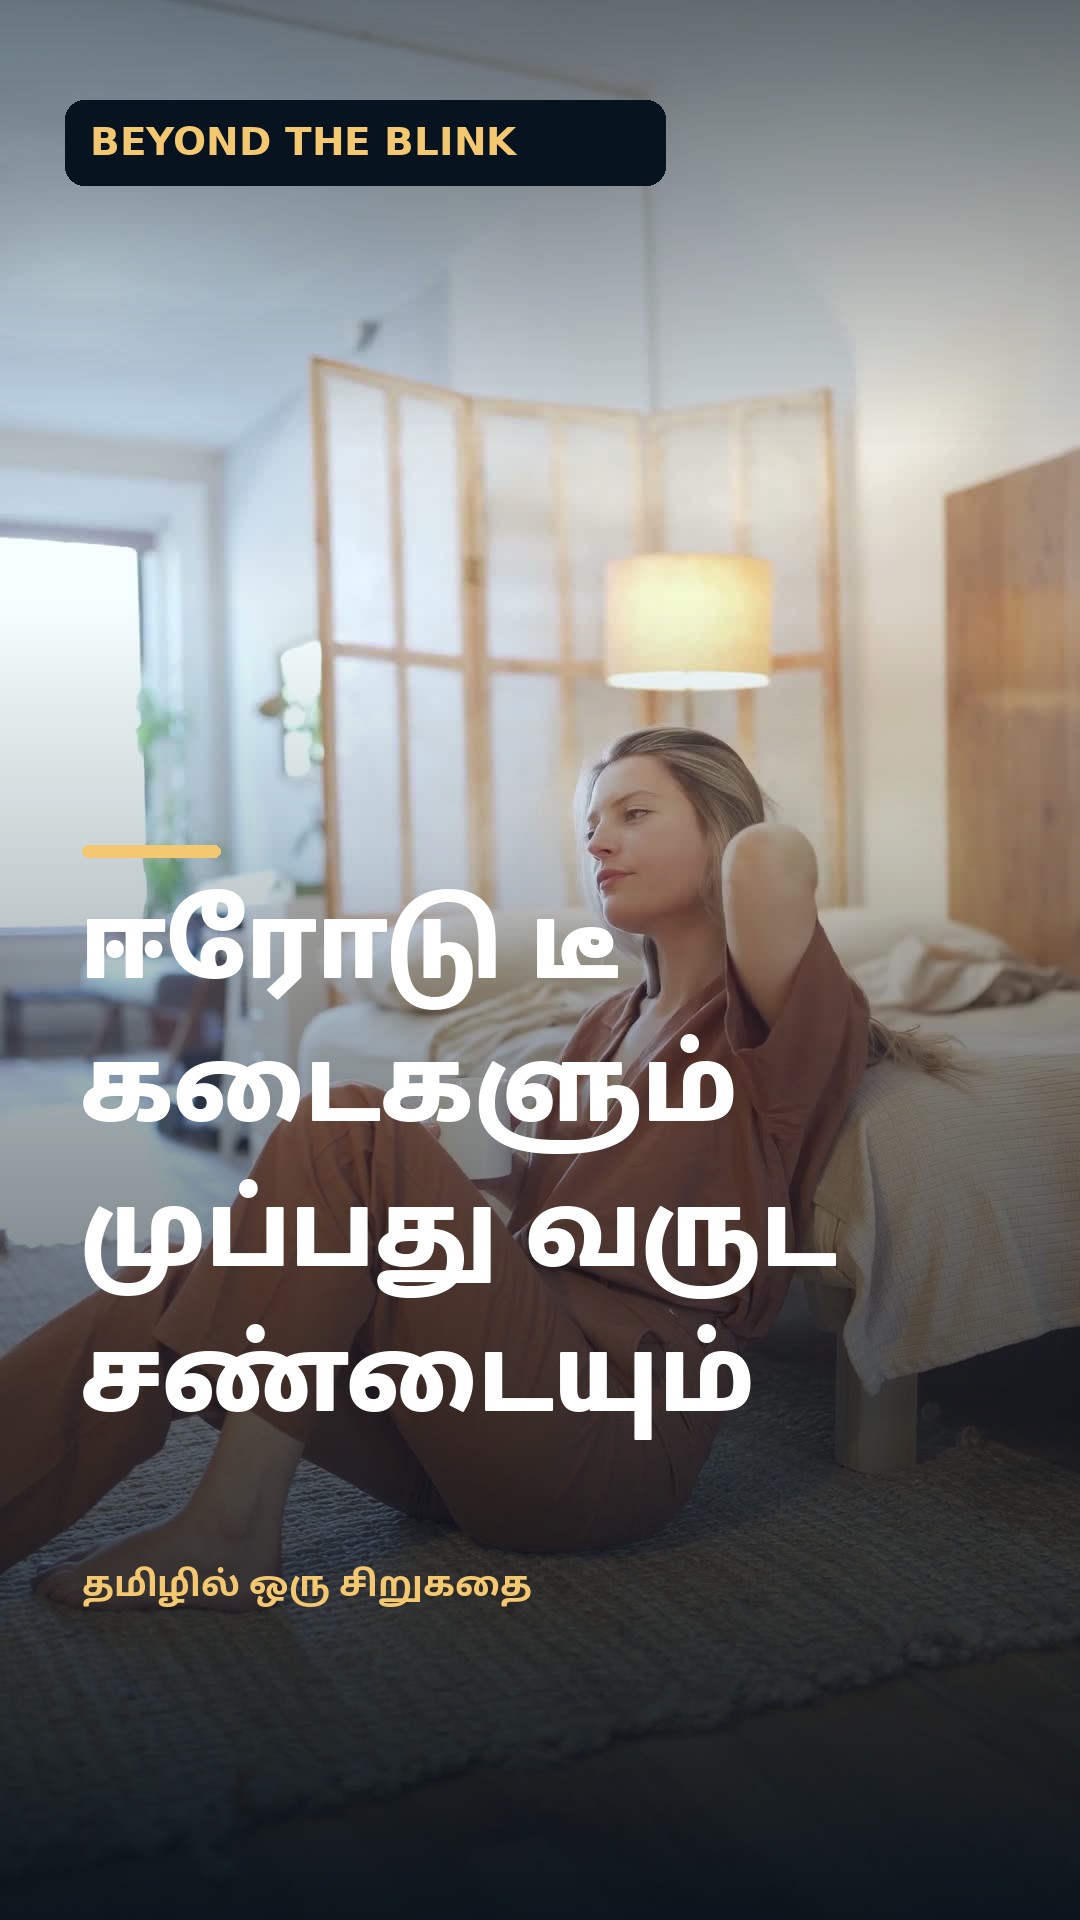 BEYOND THE BLINK
ஈரோடு டீ
கடைகளும்
முப்பது வருட
சண்டையும்
தமிழில் ஒரு சிறுகதை